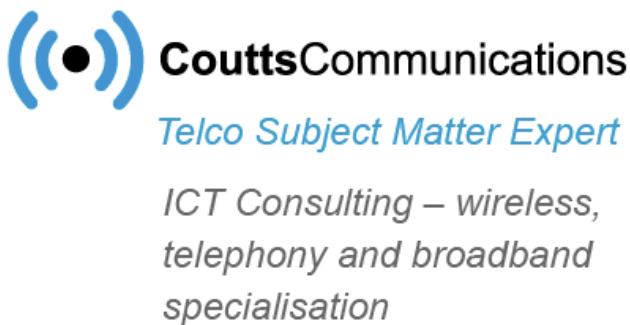 CouttsCommunications
Telco Subject Matter Expert
ICT Consulting – wireless,
telephony and broadband
specialisation